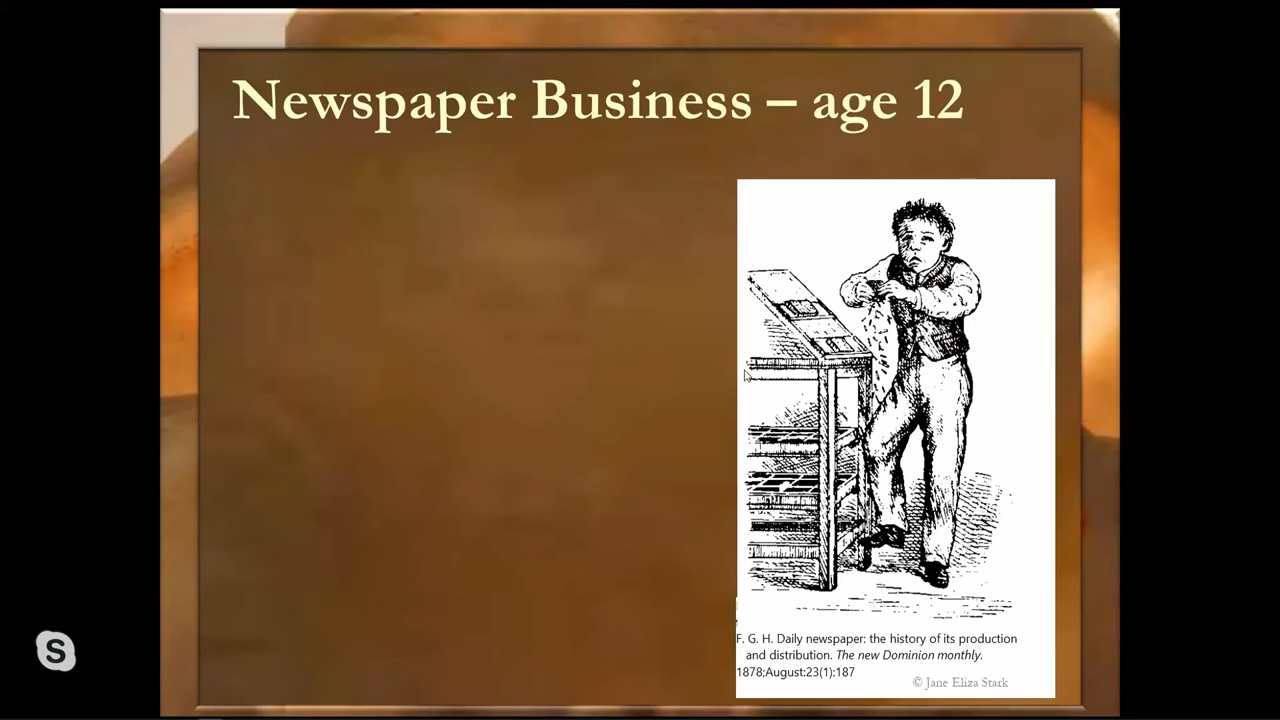 Newspaper Business – age 12
F. G. H. Daily newspaper: the history of its production
and distribution. The new Dominion monthly.
1878;August:23(1):187
© Jane Eliza Stark
S